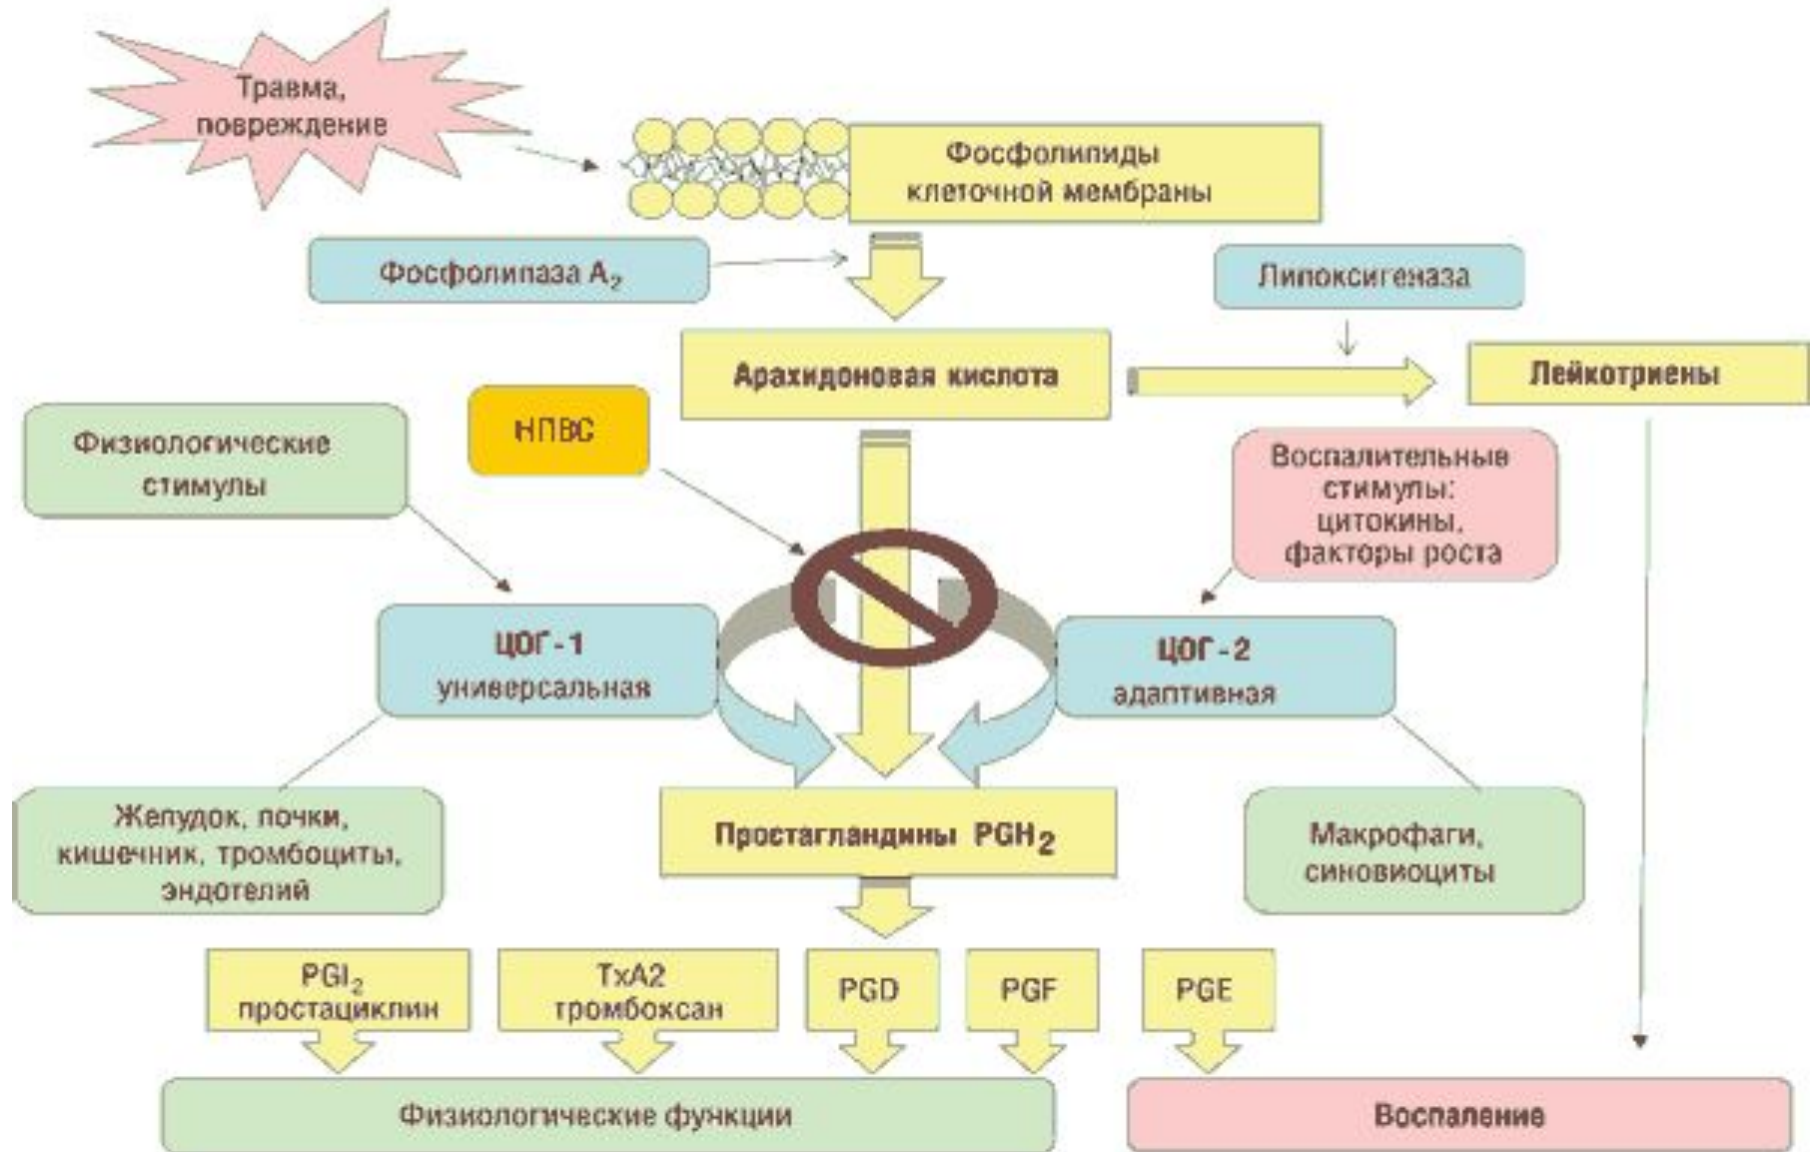 Травма,
повреждение
Фосфолипиды
клеточной мембраны
Фосфолипаза A₂
Липоксигеназа
Арахидоновая кислота
Лейкотриены
НПВС
Физиологические
стимулы
Воспалительные
стимулы:
цитокины,
факторы роста
ЦОГ-1
универсальная
ЦОГ-2
адаптивная
Желудок, почки,
кишечник, тромбоциты,
эндотелий
Простагландины PGH₂
Макрофаги,
синовиоциты
PGI₂
простациклин
TxA2
тромбоксан
PGD
PGF
PGE
Физиологические функции
Воспаление